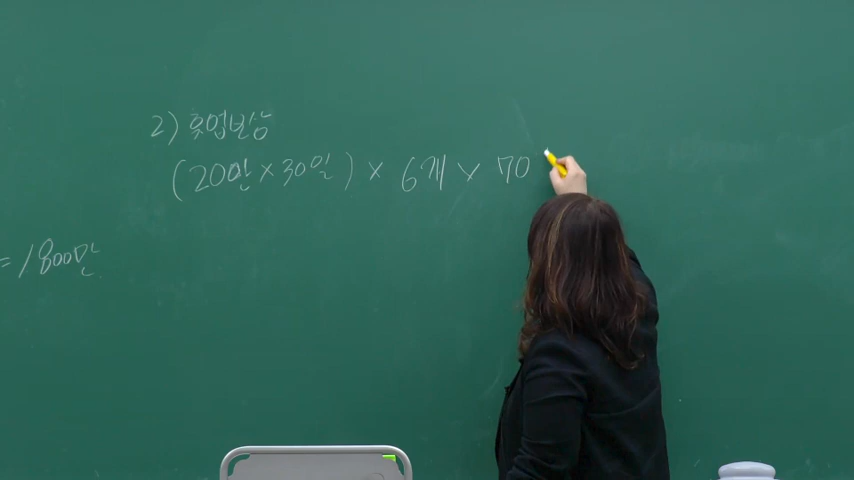 2) 휴업보상
(20만×30일) × 6개 × 70
= 1800만